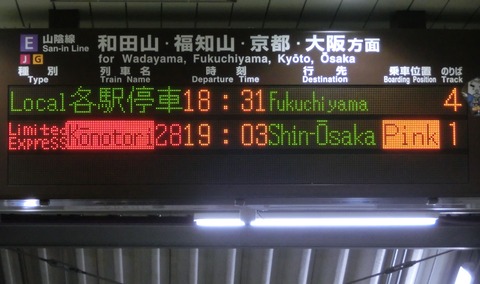 E 山陰線 和田山・福知山・京都・大阪方面
San-in Line
J G for Wadayama, Fukuchiyama, Kyōto, Ōsaka
種別 列車名 時刻 行先 乗車位置 のりば
Type Train Name Departure Time Destination Boarding Position Track
Local 各駅停車 18:31 Fukuchiyama 4
Limited Express Kōnotori 28 19:03 Shin-Ōsaka Pink 1